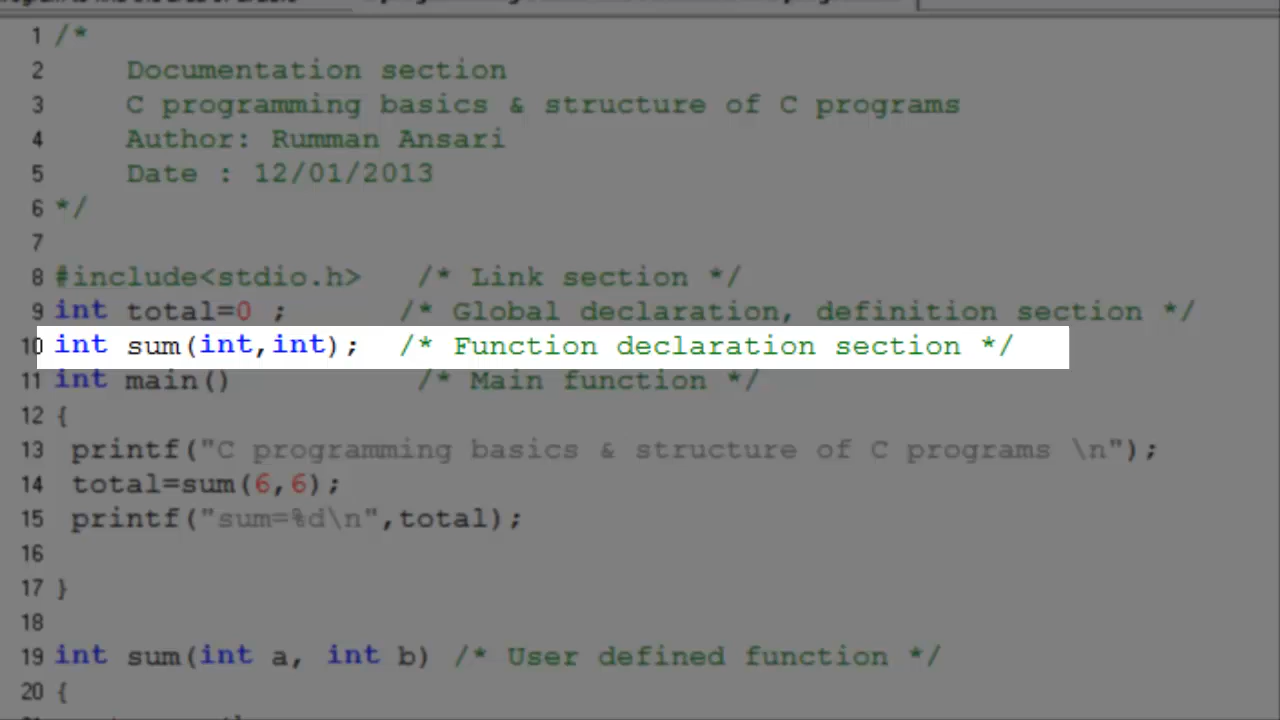 1 /*
2 Documentation section
3 C programming basics & structure of C programs
4 Author: Rumman Ansari
5 Date : 12/01/2013
6 */
7
8 #include<stdio.h> /* Link section */
9 int total=0 ; /* Global declaration, definition section */
10 int sum(int,int); /* Function declaration section */
11 int main() /* Main function */
12 {
13 printf("C programming basics & structure of C programs \n");
14 total=sum(6,6);
15 printf("sum=%d\n",total);
16
17 }
18
19 int sum(int a, int b) /* User defined function */
20 {